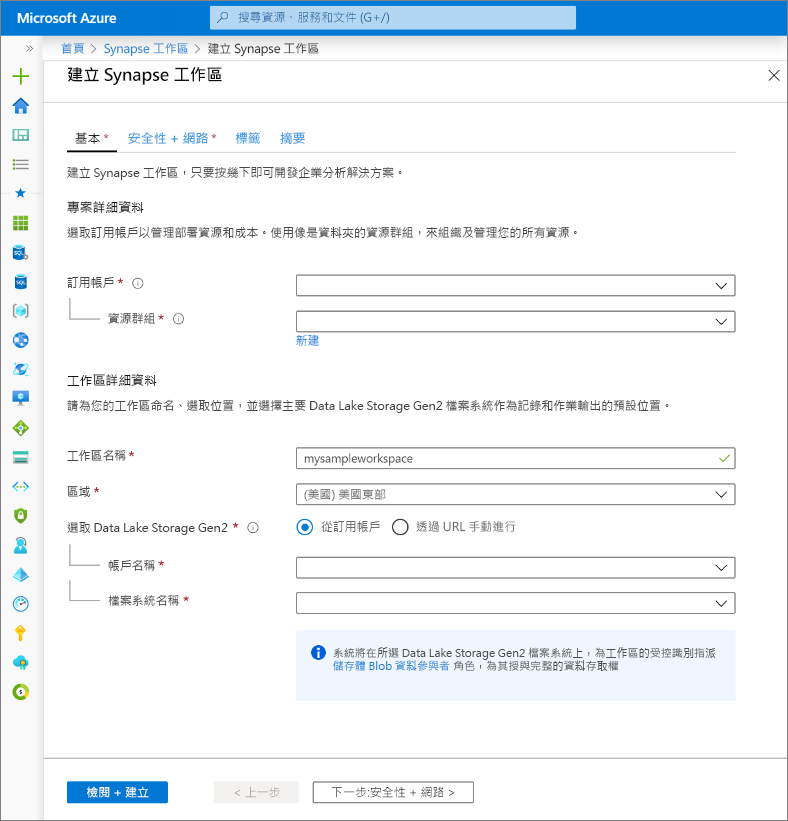 Microsoft Azure
搜尋資源、服務和文件 (G+/)
首頁 > Synapse 工作區 > 建立 Synapse 工作區
建立 Synapse 工作區
基本 * 安全性 + 網路 * 標籤 摘要
建立 Synapse 工作區，只要按幾下即可開發企業分析解決方案。
專案詳細資料
選取訂用帳戶以管理部署資源和成本。使用像是資料夾的資源群組，來組織及管理您的所有資源。
訂用帳戶 *
資源群組 *
新建
工作區詳細資料
請為您的工作區命名、選取位置，並選擇主要 Data Lake Storage Gen2 檔案系統作為記錄和作業輸出的預設位置。
工作區名稱 * mysampleworkspace
區域 * (美國) 美國東部
選取 Data Lake Storage Gen2 * 從訂用帳戶 透過 URL 手動進行
帳戶名稱 *
檔案系統名稱 *
系統將在所選 Data Lake Storage Gen2 檔案系統上，為工作區的受控識別指派
儲存體 Blob 資料參與者 角色，為其授與完整的資料存取權
檢閱 + 建立 < 上一步 下一步:安全性 + 網路 >